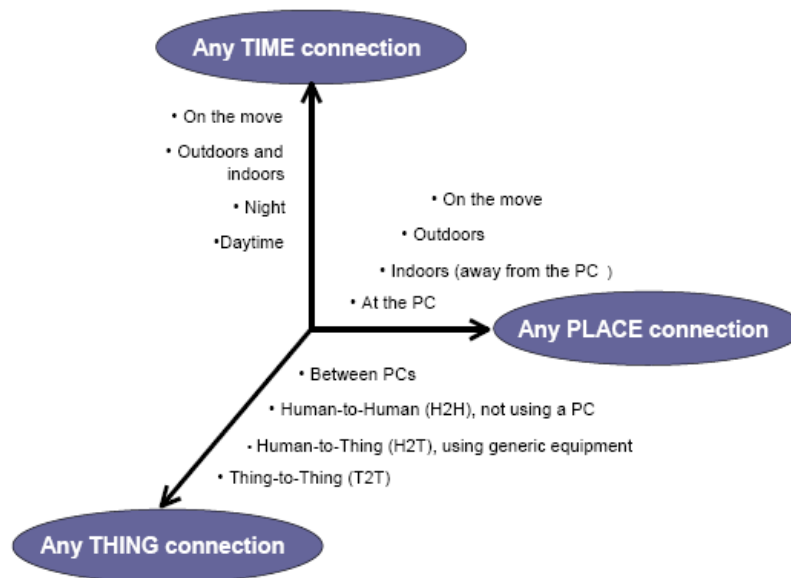 Any TIME connection
• On the move
• Outdoors and
indoors
• Night
•Daytime
• On the move
• Outdoors
• Indoors (away from the PC )
• At the PC
Any PLACE connection
• Between PCs
• Human-to-Human (H2H), not using a PC
• Human-to-Thing (H2T), using generic equipment
• Thing-to-Thing (T2T)
Any THING connection